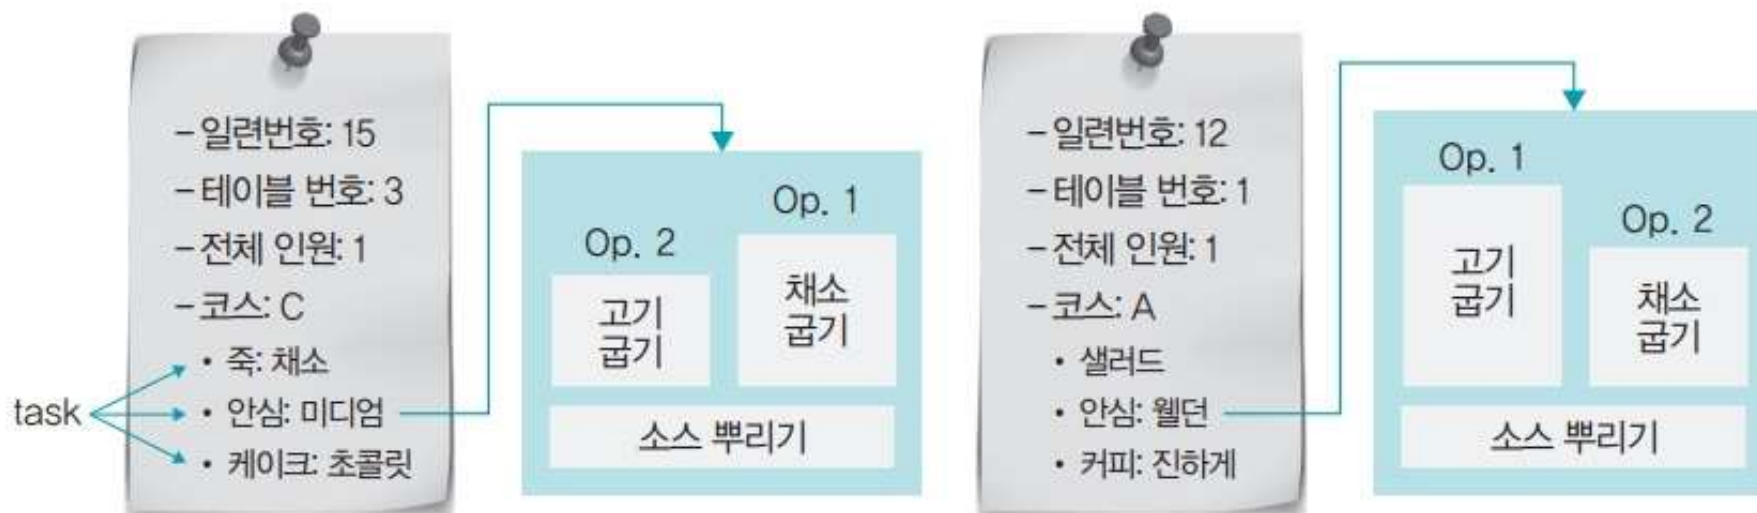 – 일련번호: 15
– 테이블 번호: 3
– 전체 인원: 1
– 코스: C
• 죽: 채소
task
• 안심: 미디엄
• 케이크: 초콜릿
Op. 2
고기
굽기
Op. 1
채소
굽기
소스 뿌리기
– 일련번호: 12
– 테이블 번호: 1
– 전체 인원: 1
– 코스: A
• 샐러드
• 안심: 웰던
• 커피: 진하게
Op. 1
고기
굽기
Op. 2
채소
굽기
소스 뿌리기